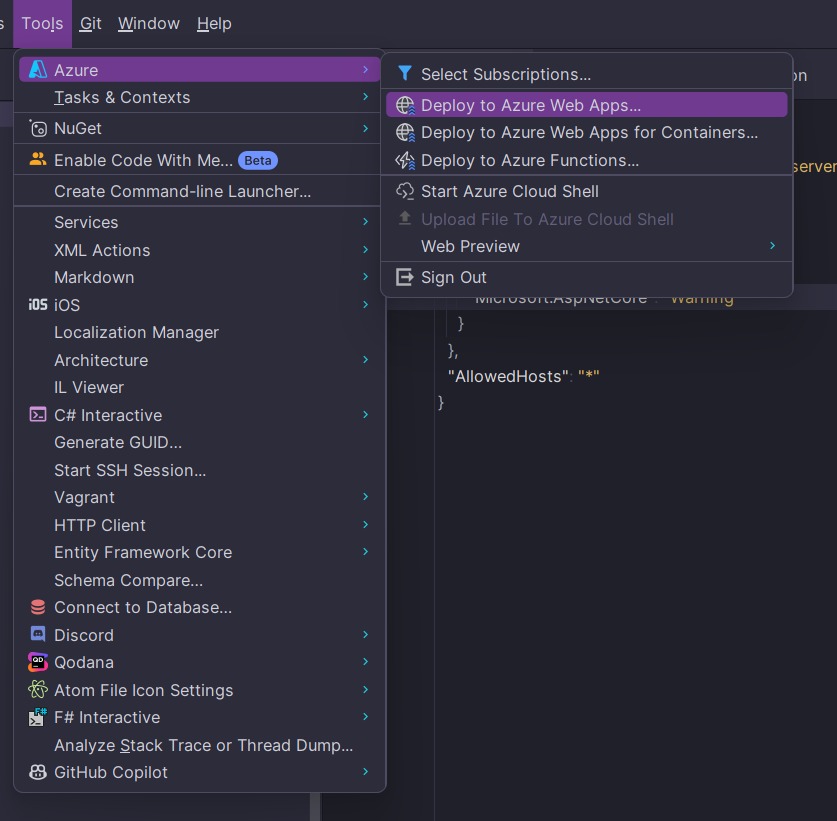 s Tools Git Window Help
Azure
Tasks & Contexts
NuGet
Enable Code With Me... Beta
Create Command-line Launcher...
Services
XML Actions
Markdown
iOS iOS
Localization Manager
Architecture
IL Viewer
C# Interactive
Generate GUID...
Start SSH Session...
Vagrant
HTTP Client
Entity Framework Core
Schema Compare...
Connect to Database...
Discord
QD Qodana
Atom File Icon Settings
F# F# Interactive
Analyze Stack Trace or Thread Dump...
GitHub Copilot
Select Subscriptions...
Deploy to Azure Web Apps...
Deploy to Azure Web Apps for Containers...
Deploy to Azure Functions...
Start Azure Cloud Shell
Upload File To Azure Cloud Shell
Web Preview
Sign Out
on
server
"Microsoft.AspNetCore": "Warning"
}
},
"AllowedHosts": "*"
}